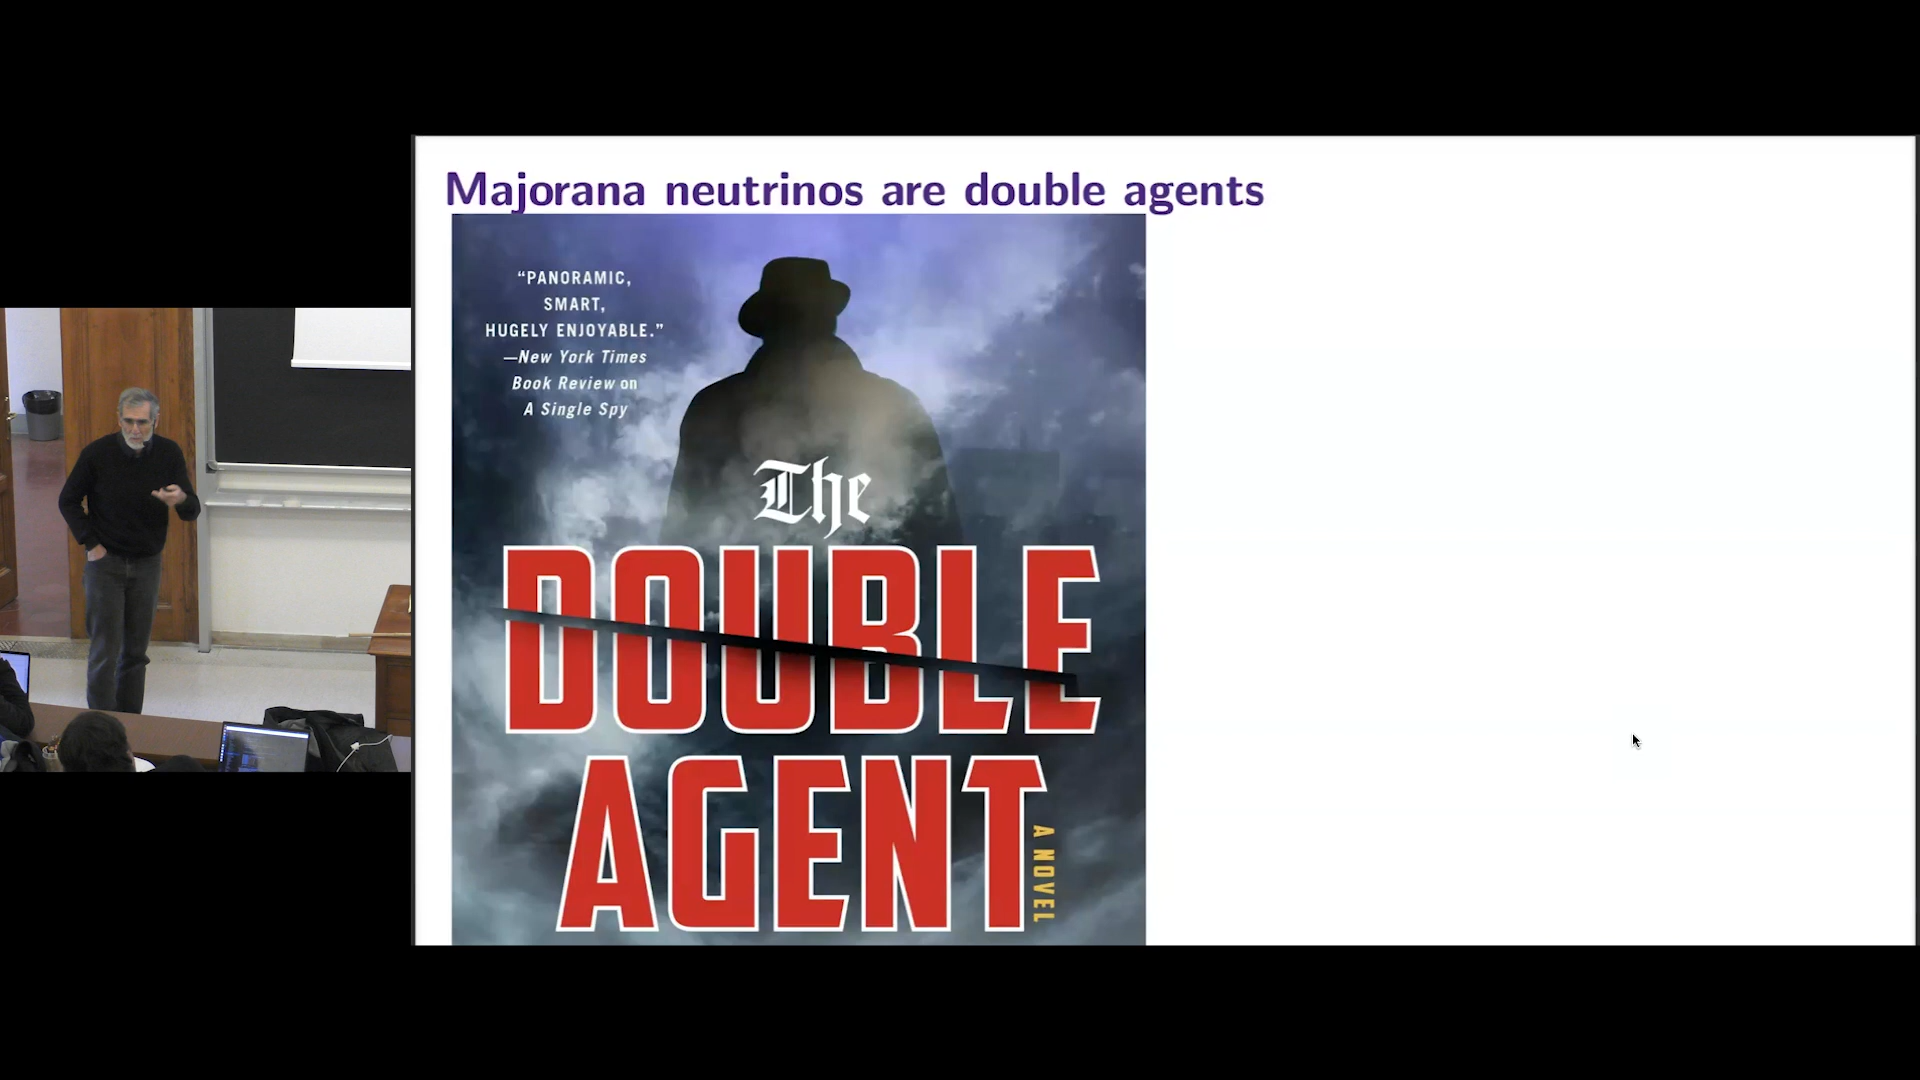 Majorana neutrinos are double agents
“PANORAMIC,
SMART,
HUGELY ENJOYABLE.”
—New York Times
Book Review on
A Single Spy
The
DOUBLE
AGENT
A NOVEL